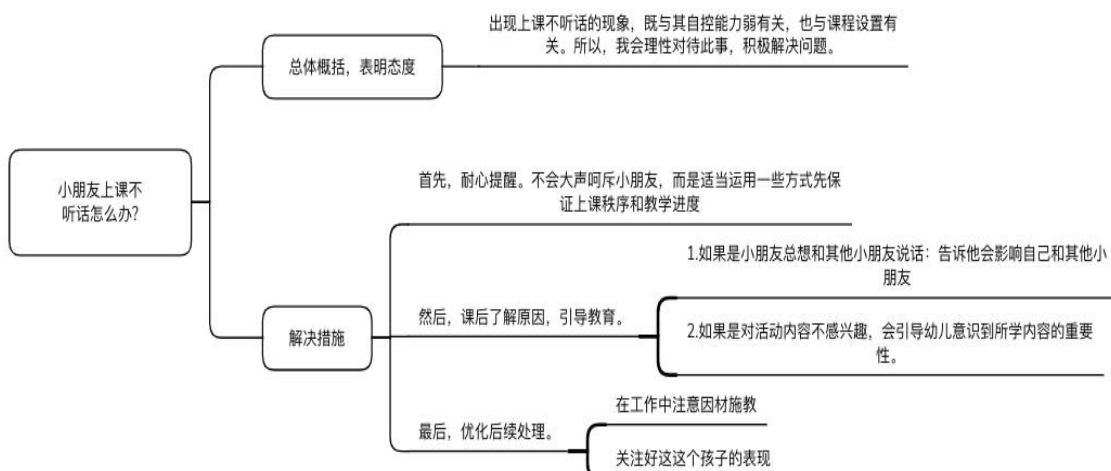 小朋友上课不
听话怎么办?
总体概括，表明态度
出现上课不听话的现象，既与其自控能力弱有关，也与课程设置有
关。所以，我会理性对待此事，积极解决问题。
解决措施
首先，耐心提醒。不会大声呵斥小朋友，而是适当运用一些方式先保
证上课秩序和教学进度
然后，课后了解原因，引导教育。
1.如果是小朋友总想和其他小朋友说话：告诉他会影响自己和其他小
朋友
2.如果是对活动内容不感兴趣，会引导幼儿意识到所学内容的重要
性。
最后，优化后续处理。
在工作中注意因材施教
关注好这这个孩子的表现